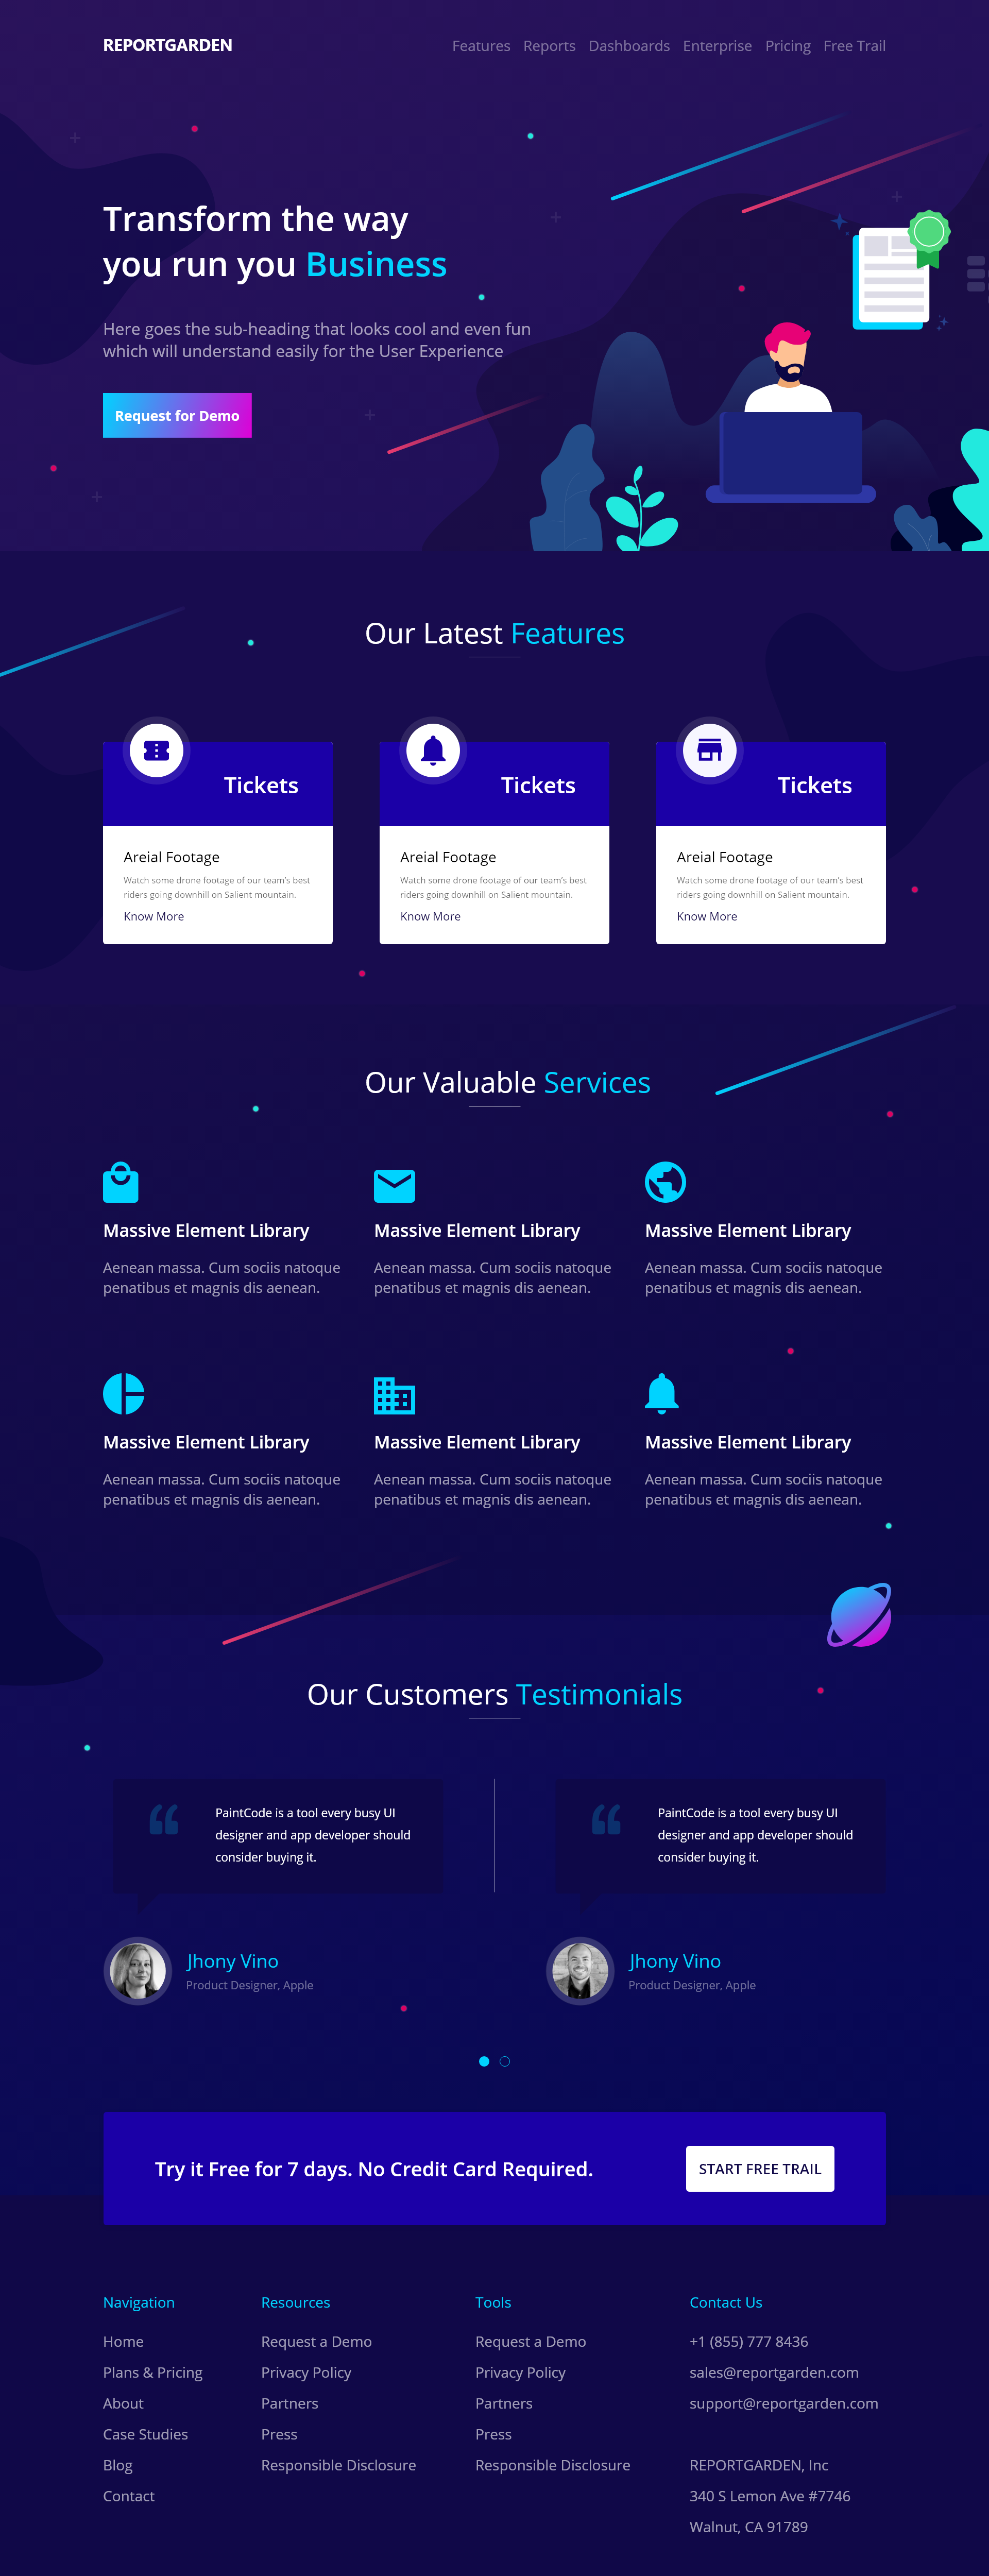 REPORTGARDEN
Features Reports Dashboards Enterprise Pricing Free Trail
Transform the way
you run you Business
Here goes the sub-heading that looks cool and even fun
which will understand easily for the User Experience
Request for Demo
Our Latest Features
Tickets
Areial Footage
Watch some drone footage of our team's best
riders going downhill on Salient mountain.
Know More
Tickets
Areial Footage
Watch some drone footage of our team's best
riders going downhill on Salient mountain.
Know More
Tickets
Areial Footage
Watch some drone footage of our team's best
riders going downhill on Salient mountain.
Know More
Our Valuable Services
Massive Element Library
Aenean massa. Cum sociis natoque
penatibus et magnis dis aenean.
Massive Element Library
Aenean massa. Cum sociis natoque
penatibus et magnis dis aenean.
Massive Element Library
Aenean massa. Cum sociis natoque
penatibus et magnis dis aenean.
Massive Element Library
Aenean massa. Cum sociis natoque
penatibus et magnis dis aenean.
Massive Element Library
Aenean massa. Cum sociis natoque
penatibus et magnis dis aenean.
Massive Element Library
Aenean massa. Cum sociis natoque
penatibus et magnis dis aenean.
Our Customers Testimonials
“
PaintCode is a tool every busy UI
designer and app developer should
consider buying it.
Jhony Vino
Product Designer, Apple
“
PaintCode is a tool every busy UI
designer and app developer should
consider buying it.
Jhony Vino
Product Designer, Apple
Try it Free for 7 days. No Credit Card Required.
START FREE TRAIL
Navigation
Home
Plans & Pricing
About
Case Studies
Blog
Contact
Resources
Request a Demo
Privacy Policy
Partners
Press
Responsible Disclosure
Tools
Request a Demo
Privacy Policy
Partners
Press
Responsible Disclosure
Contact Us
+1 (855) 777 8436
sales@reportgarden.com
support@reportgarden.com
REPORTGARDEN, Inc
340 S Lemon Ave #7746
Walnut, CA 91789